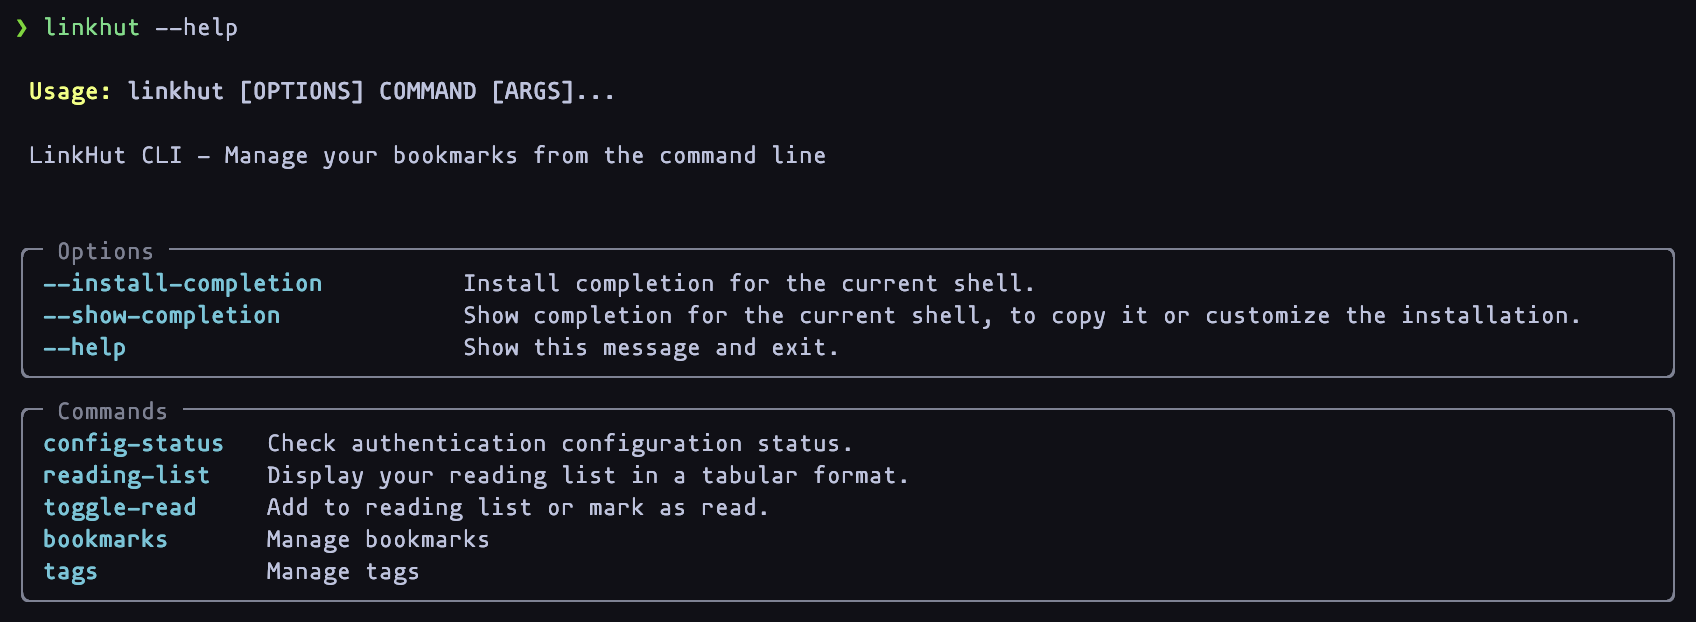 ❯ linkhut --help
Usage: linkhut [OPTIONS] COMMAND [ARGS]...
LinkHut CLI - Manage your bookmarks from the command line
Options
--install-completion Install completion for the current shell.
--show-completion Show completion for the current shell, to copy it or customize the installation.
--help Show this message and exit.
Commands
config-status Check authentication configuration status.
reading-list Display your reading list in a tabular format.
toggle-read Add to reading list or mark as read.
bookmarks Manage bookmarks
tags Manage tags